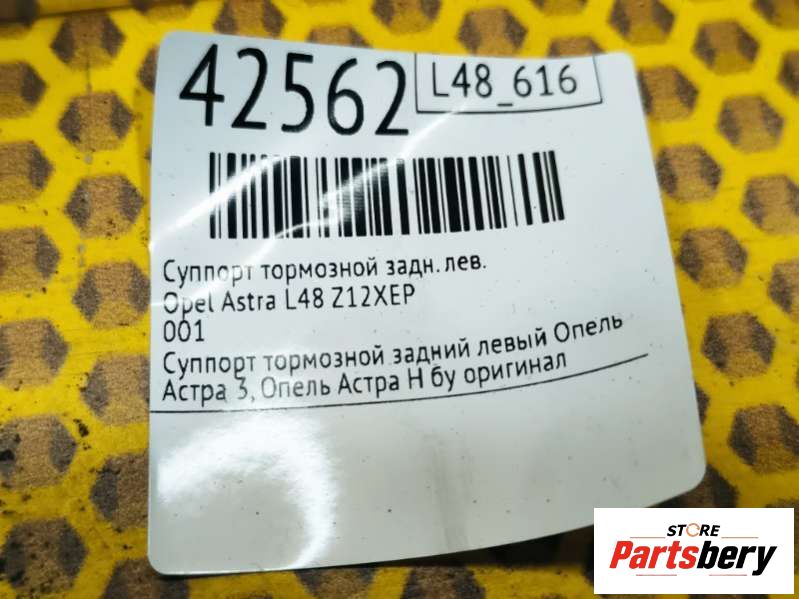 42562
L48_616
Суппорт тормозной задн. лев.
Opel Astra L48 Z12XEP
001
Суппорт тормозной задний левый Опель
Астра 3, Опель Астра Н бу оригинал
STORE
Partsbery